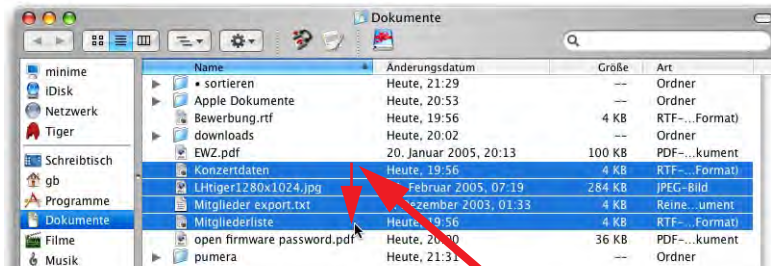 Dokumente
Name Änderungsdatum Größe Art
minime
iDisk
Netzwerk
Tiger
Schreibtisch
gb
Programme
Dokumente
Filme
Musik
• sortieren Heute, 21:29 -- Ordner
Apple Dokumente Heute, 20:53 -- Ordner
Bewerbung.rtf Heute, 19:56 4 KB RTF-...Format)
downloads Heute, 20:02 -- Ordner
EWZ.pdf 20. Januar 2005, 20:13 100 KB PDF-...kument
Konzertdaten Heute, 19:56 4 KB RTF-...Format)
LHtiger1280x1024.jpg Februar 2005, 07:19 284 KB JPEG-Bild
Mitglieder export.txt Dezember 2003, 01:33 4 KB Reine...ument
Mitgliederliste 19:56 4 KB RTF-...Format)
open firmware password.pdf Heute, 36 KB PDF-...kument
pumera Heute, 21:31 -- Ordner